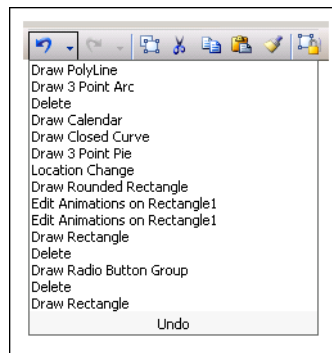 Draw PolyLine
Draw 3 Point Arc
Delete
Draw Calendar
Draw Closed Curve
Draw 3 Point Pie
Location Change
Draw Rounded Rectangle
Edit Animations on Rectangle1
Edit Animations on Rectangle1
Draw Rectangle
Delete
Draw Radio Button Group
Delete
Draw Rectangle
Undo